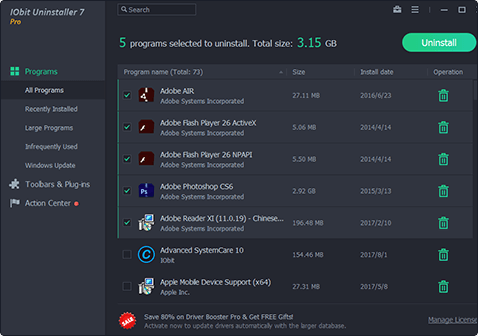 IObit Uninstaller 7
Pro
Search
5 programs selected to uninstall. Total size: 3.15 GB
Uninstall
Programs
All Programs
Recently Installed
Large Programs
Infrequently Used
Windows Update
Toolbars & Plug-ins
Action Center
Program name (Total: 73) Size Install date Operation
Adobe AIR
Adobe Systems Incorporated
27.11 MB 2016/6/23
Adobe Flash Player 26 ActiveX
Adobe Systems Incorporated
5.06 MB 2014/4/14
Adobe Flash Player 26 NPAPI
Adobe Systems Incorporated
5.50 MB 2014/4/14
Ps
Adobe Photoshop CS6
Adobe Systems Incorporated
2.92 GB 2015/3/13
Adobe Reader XI (11.0.19) - Chinese...
Adobe Systems Incorporated
196.48 MB 2017/2/10
Advanced SystemCare 10
IObit
154.46 MB 2017/8/1
Apple Mobile Device Support (x64)
Apple Inc.
27.31 MB 2017/5/8
SALE
Save 80% on Driver Booster Pro & Get FREE Gifts!
Activate now to update drivers automatically with the larger database.
Manage License